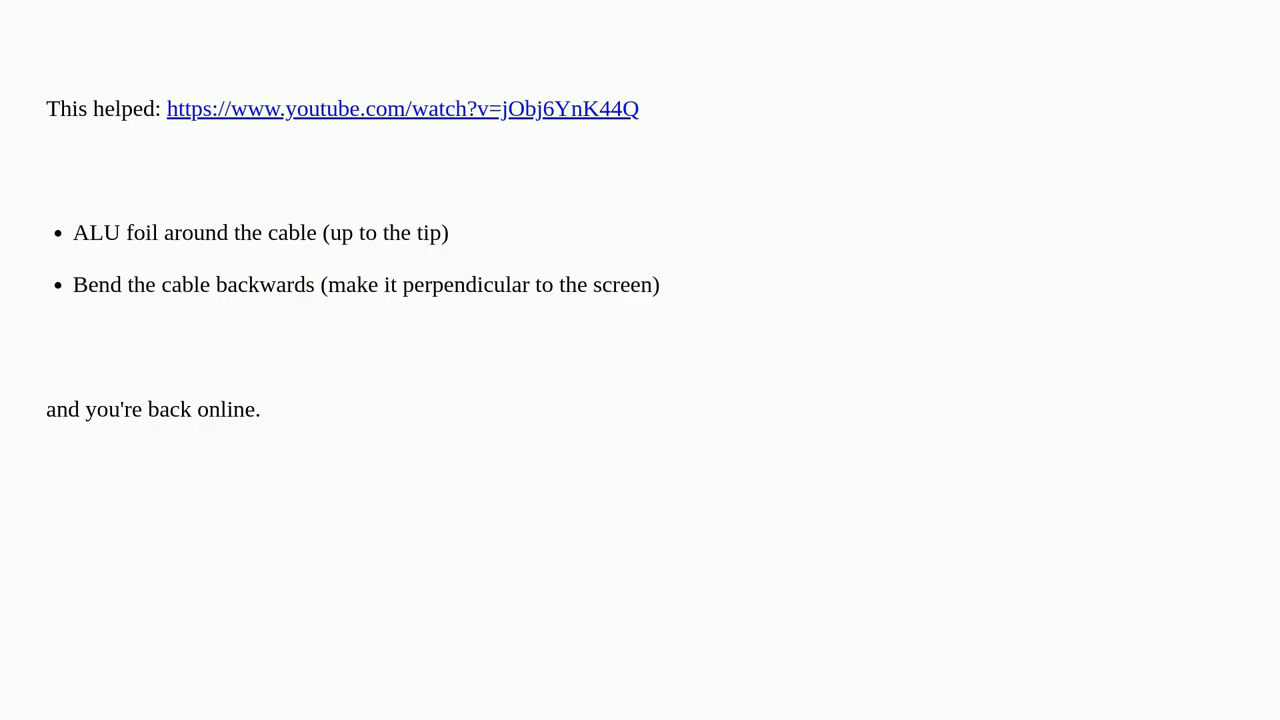 This helped: https://www.youtube.com/watch?v=jObj6YnK44Q
• ALU foil around the cable (up to the tip)
• Bend the cable backwards (make it perpendicular to the screen)
and you're back online.